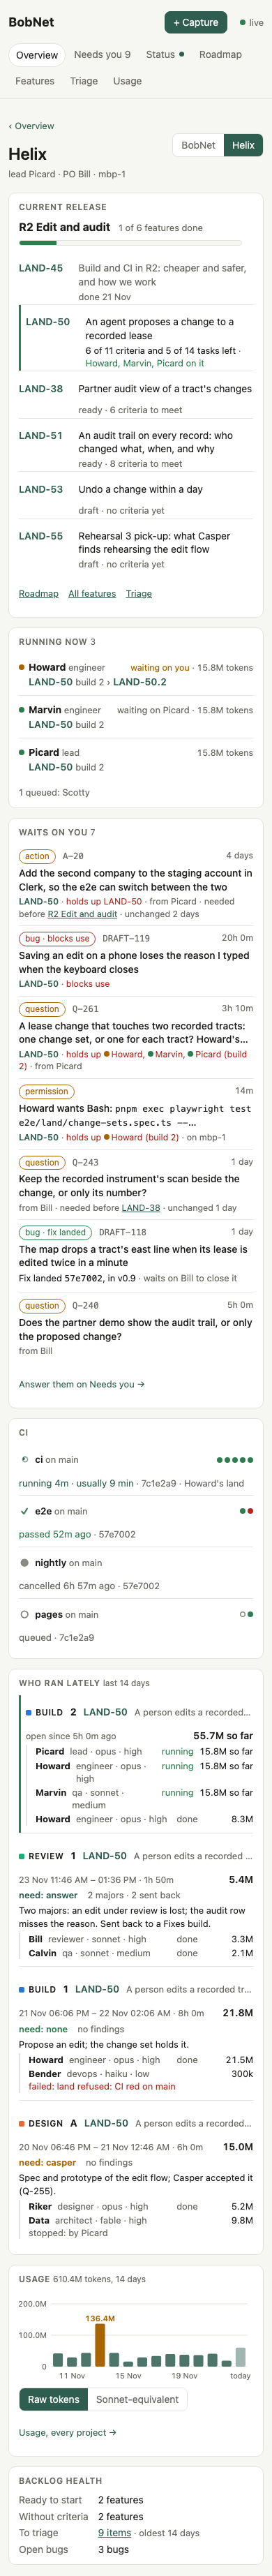 BobNet
+ Capture
live
Overview
Needs you 9
Status
Roadmap
Features
Triage
Usage
‹ Overview
Helix
BobNet
Helix
lead Picard · PO Bill · mbp-1
CURRENT RELEASE
R2 Edit and audit 1 of 6 features done
LAND-45 Build and CI in R2: cheaper and safer,
and how we work
done 21 Nov
LAND-50 An agent proposes a change to a
recorded lease
6 of 11 criteria and 5 of 14 tasks left ·
Howard, Marvin, Picard on it
LAND-38 Partner audit view of a tract's changes
ready · 6 criteria to meet
LAND-51 An audit trail on every record: who
changed what, when, and why
ready · 8 criteria to meet
LAND-53 Undo a change within a day
draft · no criteria yet
LAND-55 Rehearsal 3 pick-up: what Casper
finds rehearsing the edit flow
draft · no criteria yet
Roadmap All features Triage
RUNNING NOW 3
Howard engineer waiting on you · 15.8M tokens
LAND-50 build 2 › LAND-50.2
Marvin engineer waiting on Picard · 15.8M tokens
LAND-50 build 2
Picard lead 15.8M tokens
LAND-50 build 2
1 queued: Scotty
WAITS ON YOU 7
action A-20 4 days
Add the second company to the staging account in
Clerk, so the e2e can switch between the two
LAND-50 · holds up LAND-50 · from Picard · needed
before R2 Edit and audit · unchanged 2 days
bug · blocks use DRAFT-119 20h 0m
Saving an edit on a phone loses the reason I typed
when the keyboard closes
LAND-50 · blocks use
question Q-261 3h 10m
A lease change that touches two recorded tracts:
one change set, or one for each tract? Howard's...
LAND-50 · holds up Howard, Marvin, Picard (build
2) · from Picard
permission 14m
Howard wants Bash: pnpm exec playwright test
e2e/land/change-sets.spec.ts --...
LAND-50 · holds up Howard (build 2) · on mbp-1
question Q-243 1 day
Keep the recorded instrument's scan beside the
change, or only its number?
from Bill · needed before LAND-38 · unchanged 1 day
bug · fix landed DRAFT-118 1 day
The map drops a tract's east line when its lease is
edited twice in a minute
Fix landed 57e7002, in v0.9 · waits on Bill to close it
question Q-240 5h 0m
Does the partner demo show the audit trail, or only
the proposed change?
from Bill
Answer them on Needs you →
CI
ci on main
running 4m · usually 9 min · 7c1e2a9 · Howard's land
e2e on main
passed 52m ago · 57e7002
nightly on main
cancelled 6h 57m ago · 57e7002
pages on main
queued · 7c1e2a9
WHO RAN LATELY last 14 days
BUILD 2 LAND-50 A person edits a recorded...
open since 5h 0m ago 55.7M so far
Picard lead · opus · high running 15.8M so far
Howard engineer · opus · running 15.8M so far
high
Marvin qa · sonnet · running 15.8M so far
medium
Howard engineer · opus · high done 8.3M
REVIEW 1 LAND-50 A person edits a recorded ...
23 Nov 11:46 AM – 01:36 PM · 1h 50m 5.4M
need: answer 2 majors · 2 sent back
Two majors: an edit under review is lost; the audit row
misses the reason. Sent back to a Fixes build.
Bill reviewer · sonnet · high done 3.3M
Calvin qa · sonnet · medium done 2.1M
BUILD 1 LAND-50 A person edits a recorded tr...
21 Nov 06:06 PM – 22 Nov 02:06 AM · 8h 0m 21.8M
need: none no findings
Propose an edit; the change set holds it.
Howard engineer · opus · high done 21.5M
Bender devops · haiku · low 300k
failed: land refused: CI red on main
DESIGN A LAND-50 A person edits a recorded...
20 Nov 06:46 PM – 21 Nov 12:46 AM · 6h 0m 15.0M
need: casper no findings
Spec and prototype of the edit flow; Casper accepted it
(Q-255).
Riker designer · opus · high done 5.2M
Data architect · fable · high 9.8M
stopped: by Picard
USAGE 610.4M tokens, 14 days
200.0M
136.4M
100.0M
0
11 Nov 15 Nov 19 Nov today
Raw tokens Sonnet-equivalent
Usage, every project →
BACKLOG HEALTH
Ready to start 2 features
Without criteria 2 features
To triage 9 items · oldest 14 days
Open bugs 3 bugs